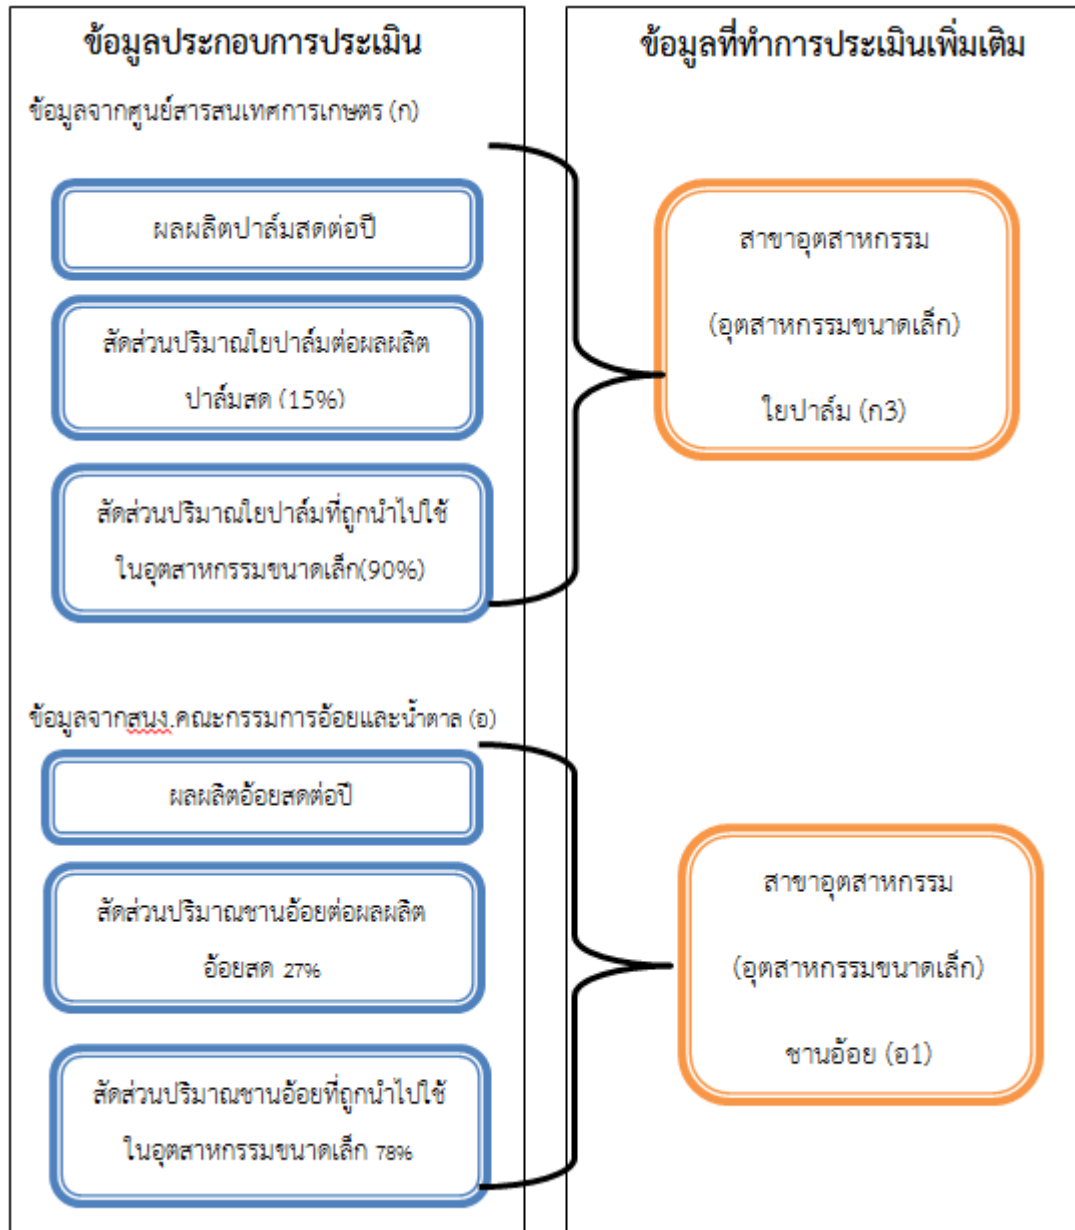 ข้อมูลประกอบการประเมิน
ข้อมูลจากศูนย์สารสนเทศการเกษตร (ก)
ผลผลิตปาล์มสดต่อปี
สัดส่วนปริมาณใยปาล์มต่อผลผลิต
ปาล์มสด (15%)
สัดส่วนปริมาณใยปาล์มที่ถูกนำไปใช้
ในอุตสาหกรรมขนาดเล็ก(90%)
ข้อมูลจากสนง.คณะกรรมการอ้อยและน้ำตาล (อ)
ผลผลิตอ้อยสดต่อปี
สัดส่วนปริมาณชานอ้อยต่อผลผลิต
อ้อยสด 27%
สัดส่วนปริมาณชานอ้อยที่ถูกนำไปใช้
ในอุตสาหกรรมขนาดเล็ก 78%
ข้อมูลที่ทำการประเมินเพิ่มเติม
สาขาอุตสาหกรรม
(อุตสาหกรรมขนาดเล็ก)
ใยปาล์ม (ก3)
สาขาอุตสาหกรรม
(อุตสาหกรรมขนาดเล็ก)
ชานอ้อย (อ1)